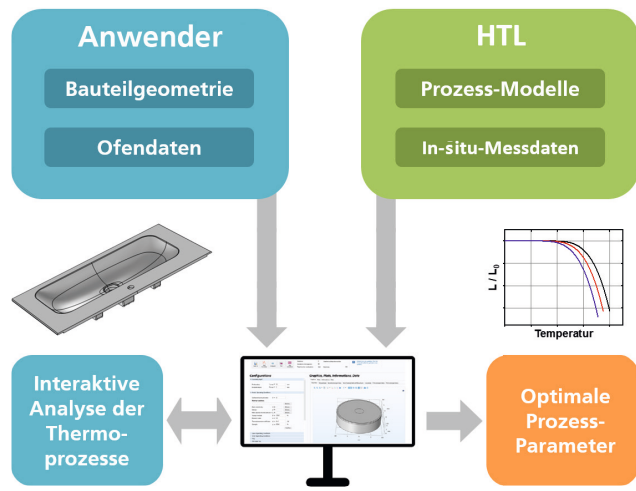 Anwender
Bauteilgeometrie
Ofendaten
HTL
Prozess-Modelle
In-situ-Messdaten
L / L0
Temperatur
Interaktive
Analyse der
Thermo-
prozesse
Optimale
Prozess-
Parameter